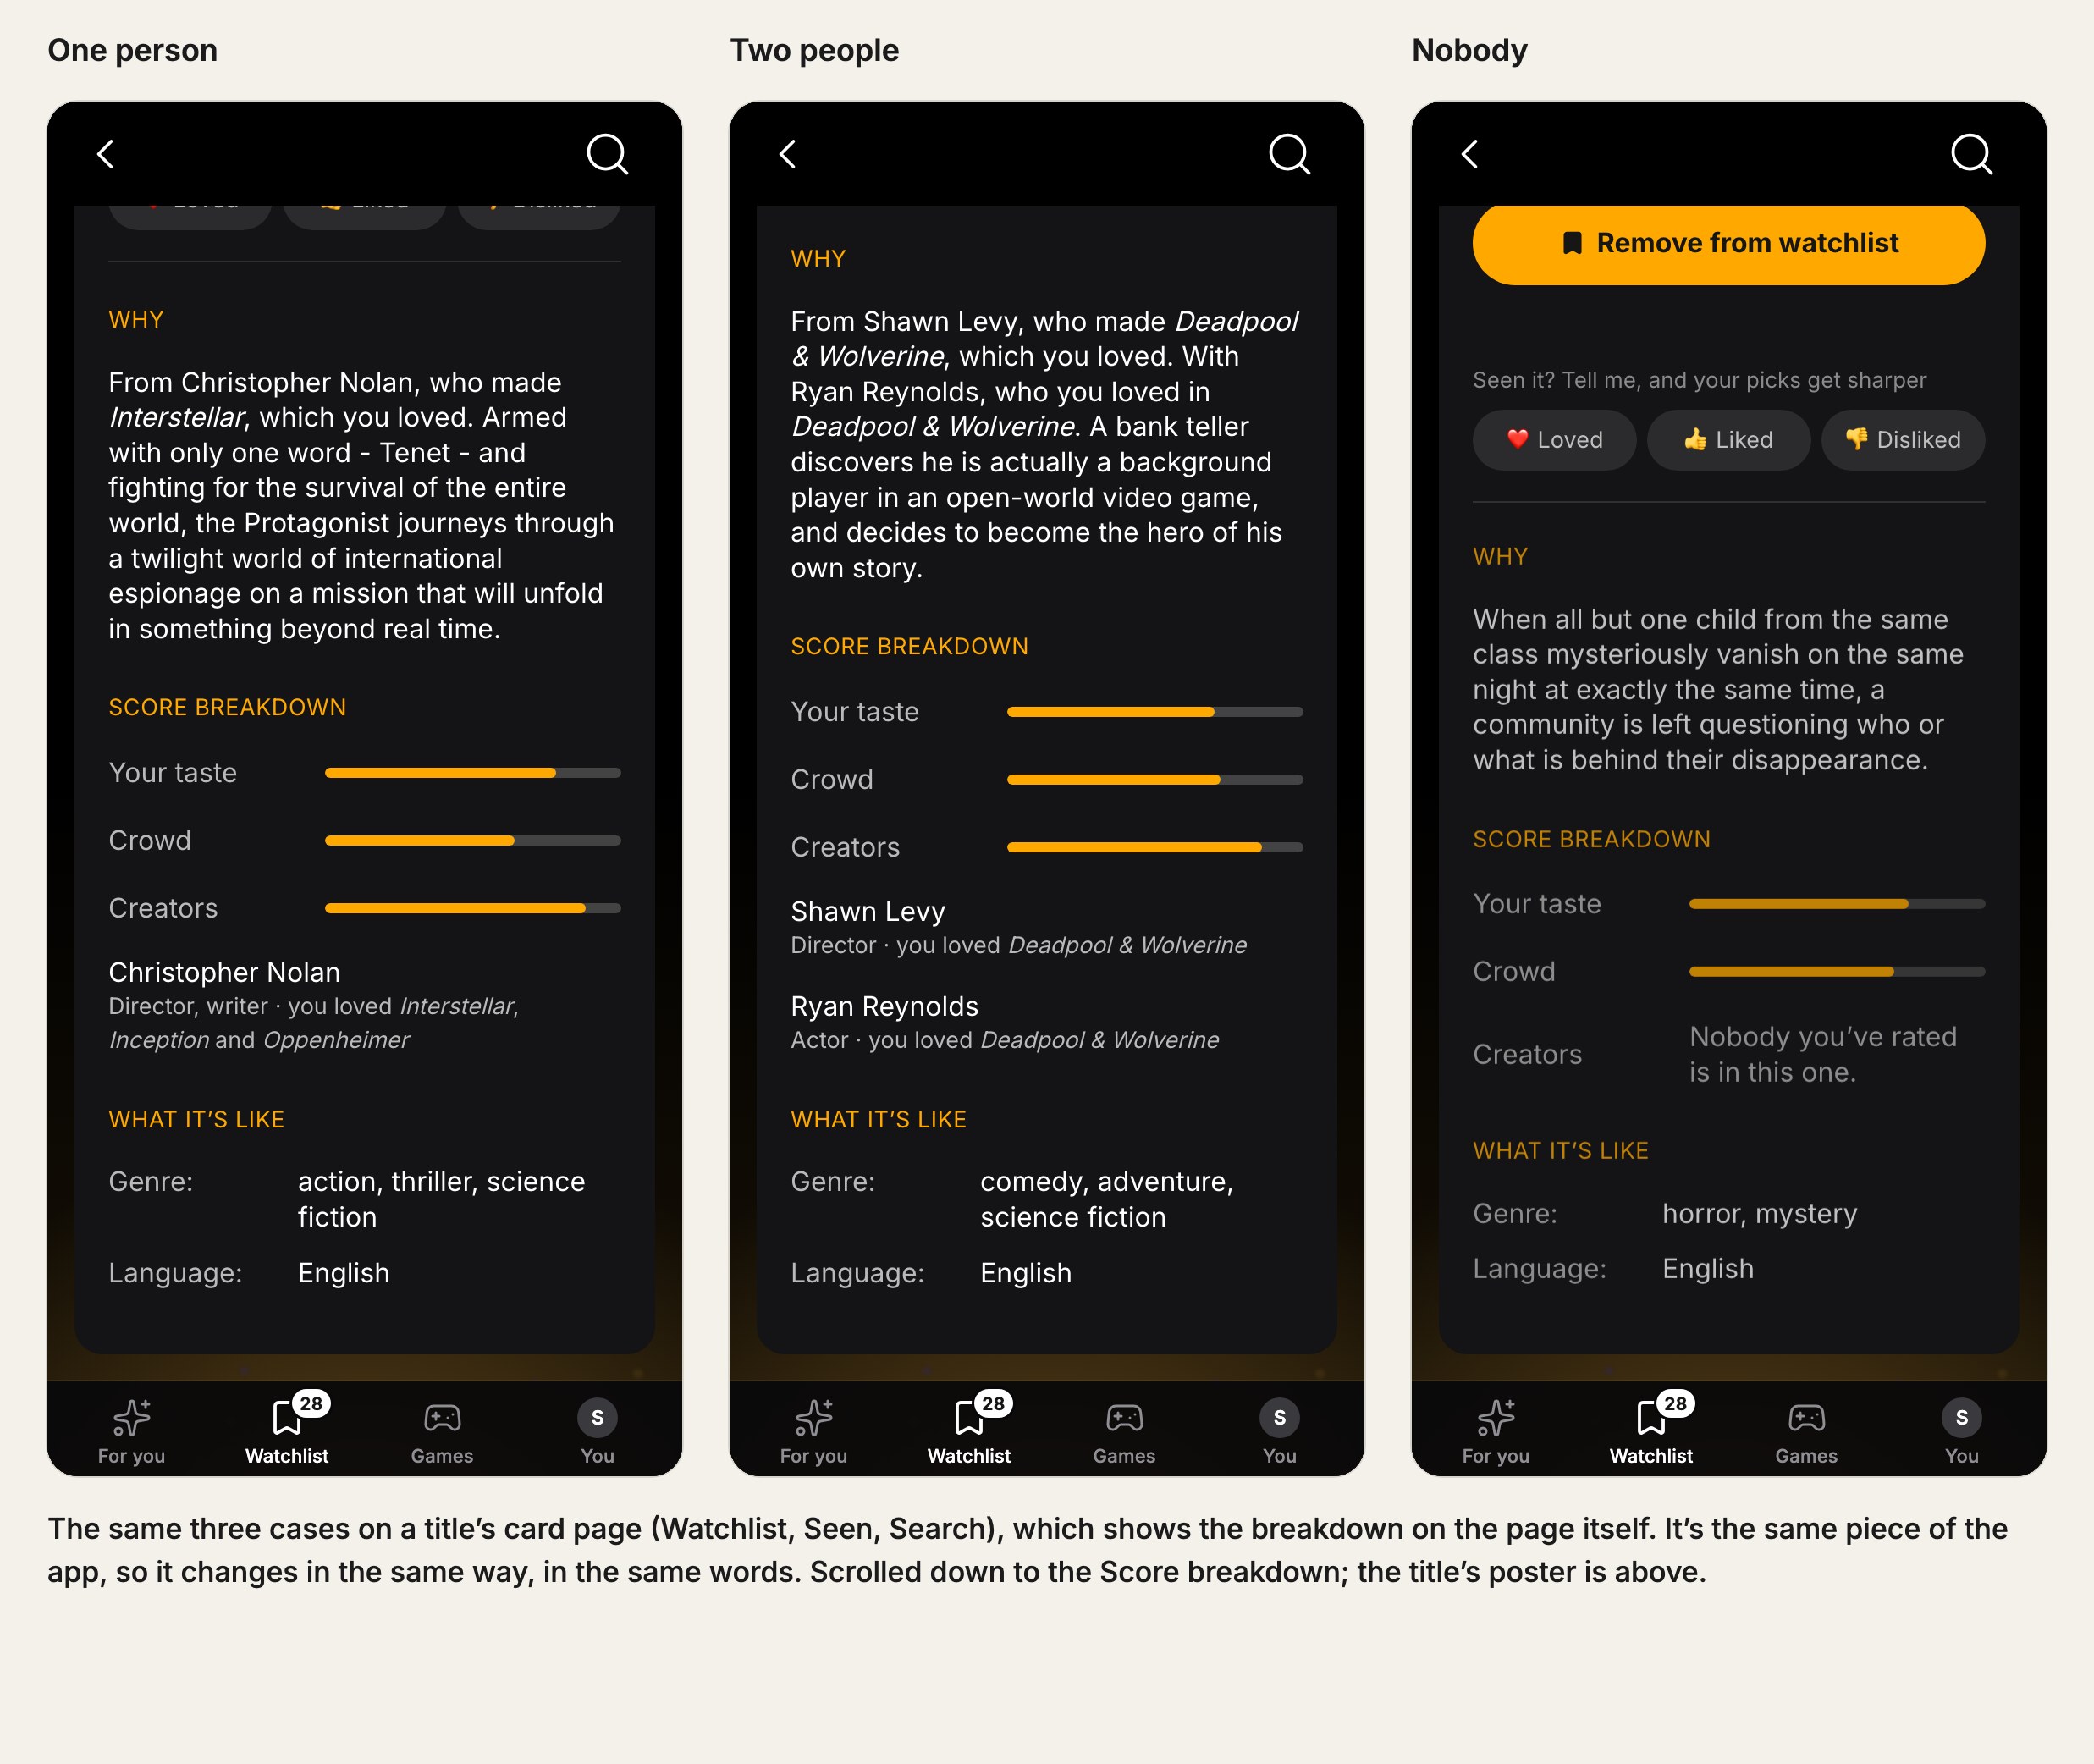 One person
Two people
Nobody
Loved Liked Disliked
WHY
From Christopher Nolan, who made
Interstellar, which you loved. Armed
with only one word - Tenet - and
fighting for the survival of the entire
world, the Protagonist journeys through
a twilight world of international
espionage on a mission that will unfold
in something beyond real time.
SCORE BREAKDOWN
Your taste
Crowd
Creators
Christopher Nolan
Director, writer · you loved Interstellar,
Inception and Oppenheimer
WHAT IT’S LIKE
Genre: action, thriller, science
fiction
Language: English
28
For you Watchlist Games S You
WHY
From Shawn Levy, who made Deadpool
& Wolverine, which you loved. With
Ryan Reynolds, who you loved in
Deadpool & Wolverine. A bank teller
discovers he is actually a background
player in an open-world video game,
and decides to become the hero of his
own story.
SCORE BREAKDOWN
Your taste
Crowd
Creators
Shawn Levy
Director · you loved Deadpool & Wolverine
Ryan Reynolds
Actor · you loved Deadpool & Wolverine
WHAT IT’S LIKE
Genre: comedy, adventure,
science fiction
Language: English
28
For you Watchlist Games S You
Remove from watchlist
Seen it? Tell me, and your picks get sharper
Loved Liked Disliked
WHY
When all but one child from the same
class mysteriously vanish on the same
night at exactly the same time, a
community is left questioning who or
what is behind their disappearance.
SCORE BREAKDOWN
Your taste
Crowd
Creators Nobody you’ve rated
is in this one.
WHAT IT’S LIKE
Genre: horror, mystery
Language: English
28
For you Watchlist Games S You
The same three cases on a title’s card page (Watchlist, Seen, Search), which shows the breakdown on the page itself. It’s the same piece of the
app, so it changes in the same way, in the same words. Scrolled down to the Score breakdown; the title’s poster is above.